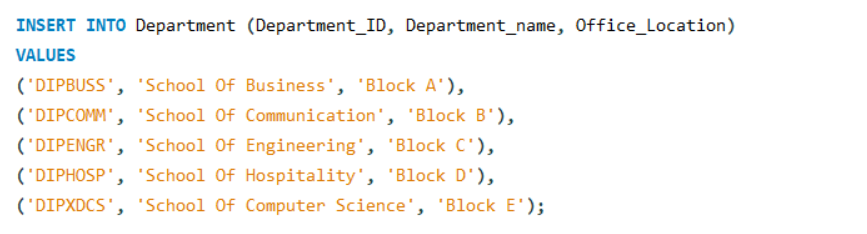 INSERT INTO Department (Department_ID, Department_name, Office_Location)
VALUES
('DIPBUSS', 'School Of Business', 'Block A'),
('DIPCOMM', 'School Of Communication', 'Block B'),
('DIPENGR', 'School Of Engineering', 'Block C'),
('DIPHOSP', 'School Of Hospitality', 'Block D'),
('DIPXDCS', 'School Of Computer Science', 'Block E');